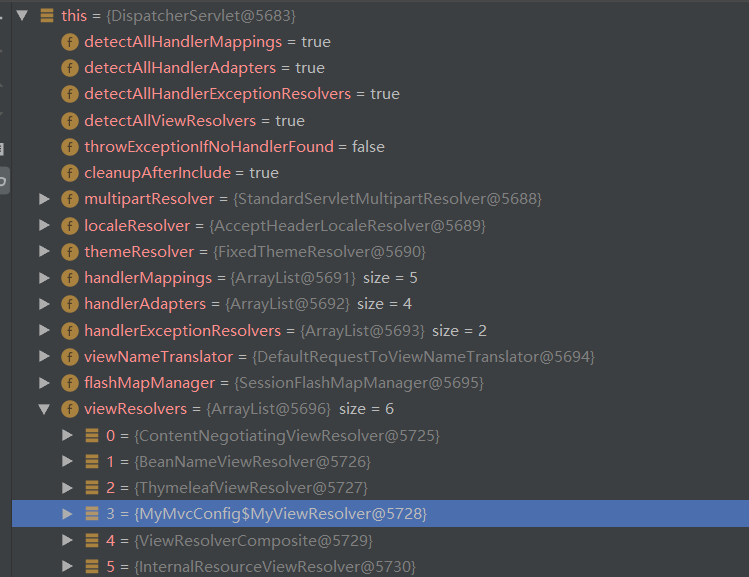 this = {DispatcherServlet@5683}
detectAllHandlerMappings = true
detectAllHandlerAdapters = true
detectAllHandlerExceptionResolvers = true
detectAllViewResolvers = true
throwExceptionIfNoHandlerFound = false
cleanupAfterInclude = true
multipartResolver = {StandardServletMultipartResolver@5688}
localeResolver = {AcceptHeaderLocaleResolver@5689}
themeResolver = {FixedThemeResolver@5690}
handlerMappings = {ArrayList@5691} size = 5
handlerAdapters = {ArrayList@5692} size = 4
handlerExceptionResolvers = {ArrayList@5693} size = 2
viewNameTranslator = {DefaultRequestToViewNameTranslator@5694}
flashMapManager = {SessionFlashMapManager@5695}
viewResolvers = {ArrayList@5696} size = 6
0 = {ContentNegotiatingViewResolver@5725}
1 = {BeanNameViewResolver@5726}
2 = {ThymeleafViewResolver@5727}
3 = {MyMvcConfig$MyViewResolver@5728}
4 = {ViewResolverComposite@5729}
5 = {InternalResourceViewResolver@5730}